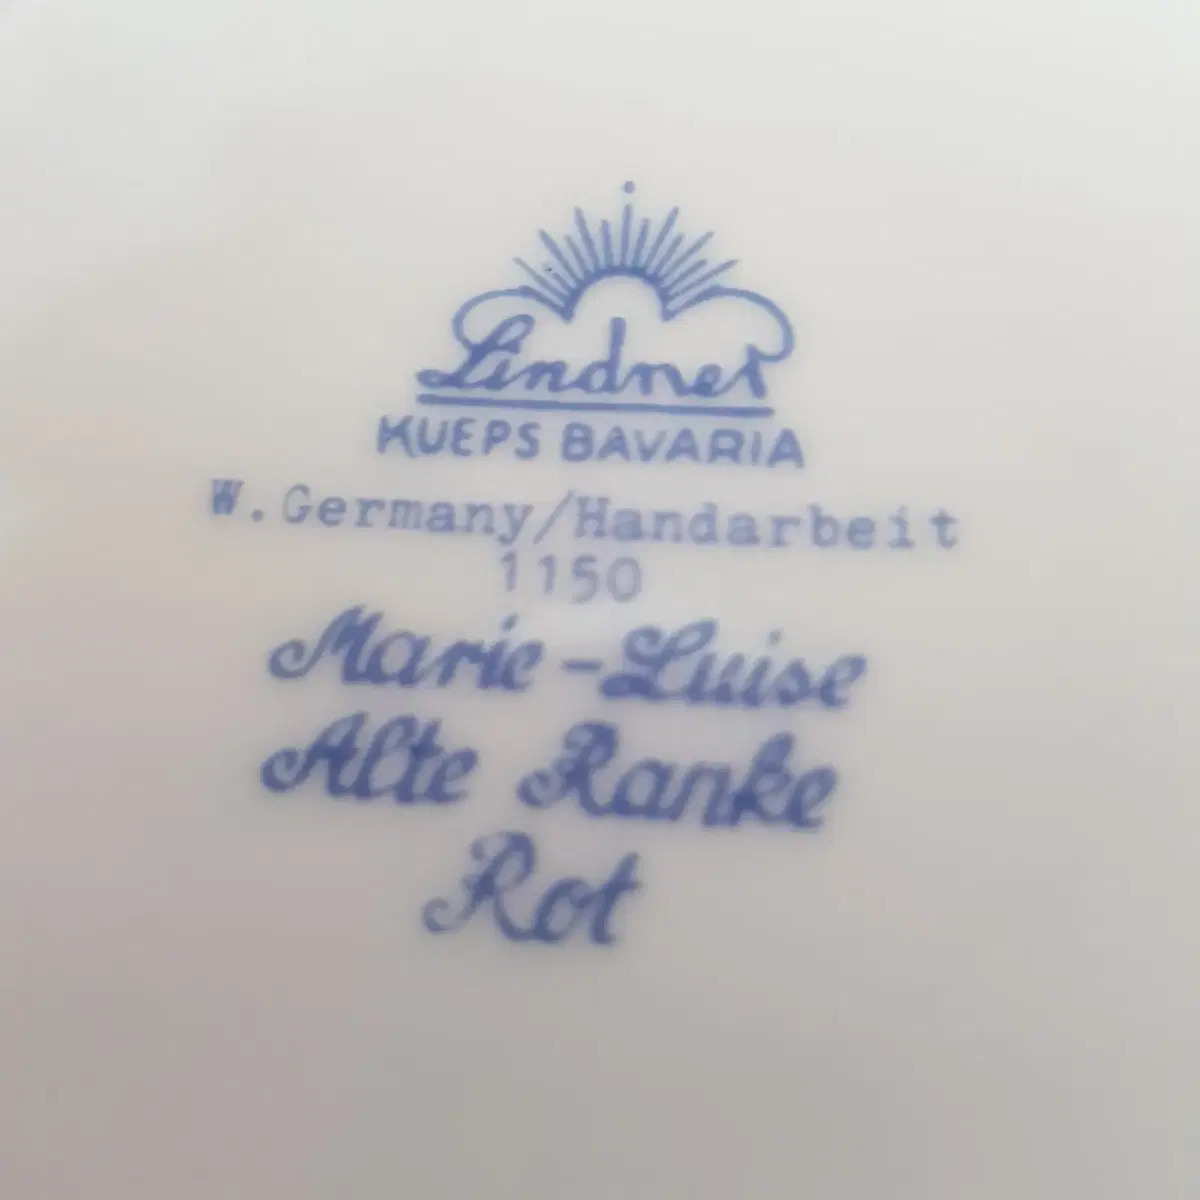 Lindner
KUEPS BAVARIA
W.Germany/Handarbeit
1150
Marie-Luise
Alte Ranke
Rot